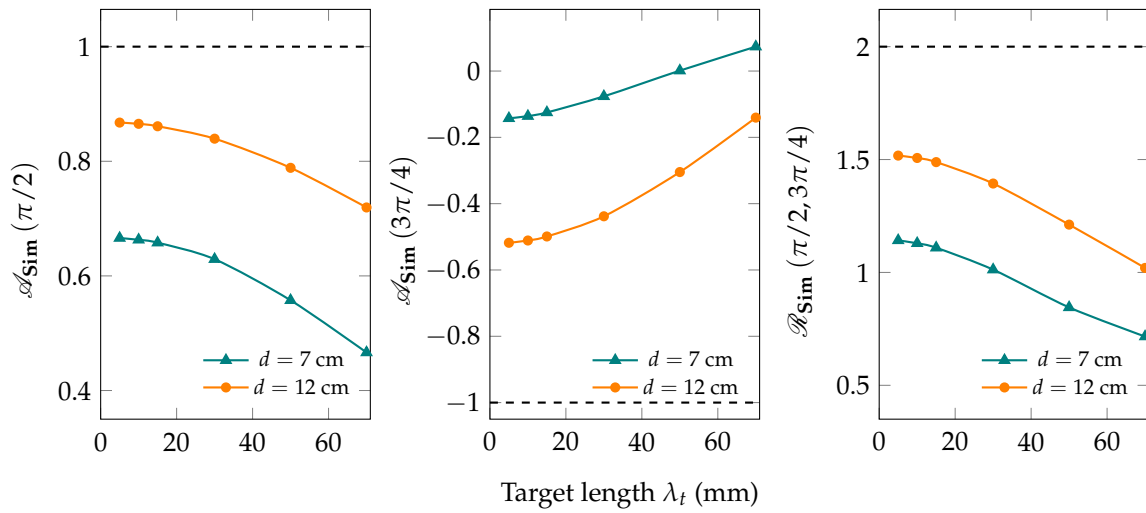 𝒜Sim (π/2)
1
0.8
0.6
0.4
0 20 40 60
d = 7 cm
d = 12 cm
𝒜Sim (3π/4)
0
−0.2
−0.4
−0.6
−0.8
−1
0 20 40 60
d = 7 cm
d = 12 cm
ℛSim (π/2, 3π/4)
2
1.5
1
0.5
0 20 40 60
d = 7 cm
d = 12 cm
Target length λt (mm)